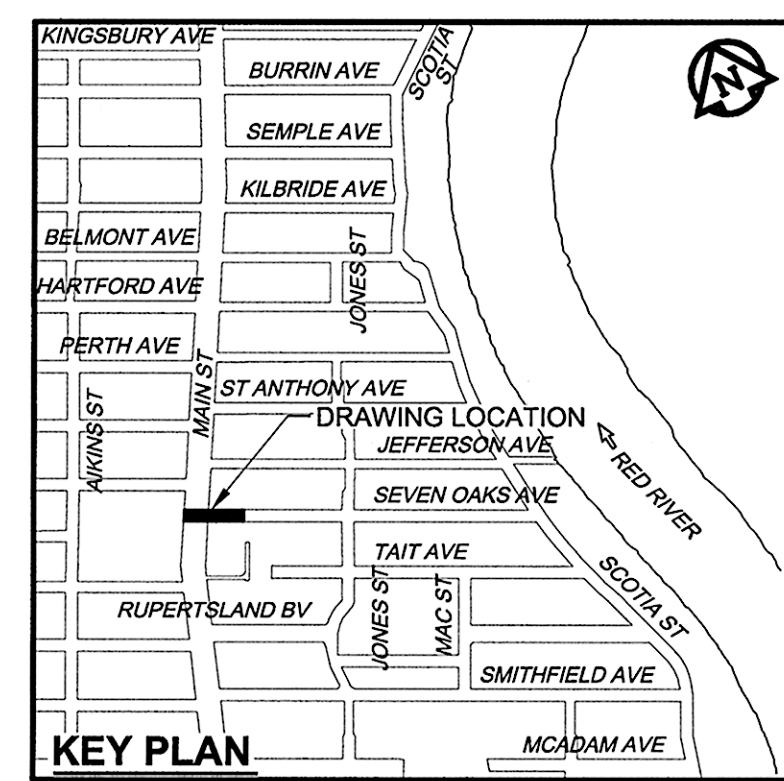 KINGSBURY AVE
SCOTIA
ST
BURRIN AVE
N
SEMPLE AVE
KILBRIDE AVE
BELMONT AVE
JONES ST
HARTFORD AVE
PERTH AVE
MAIN ST
ST ANTHONY AVE
AIKINS ST
DRAWING LOCATION
JEFFERSON AVE
RED RIVER
SEVEN OAKS AVE
TAIT AVE
SCOTIA ST
RUPERTSLAND BV
JONES ST
MAC ST
SMITHFIELD AVE
KEY PLAN
MCADAM AVE